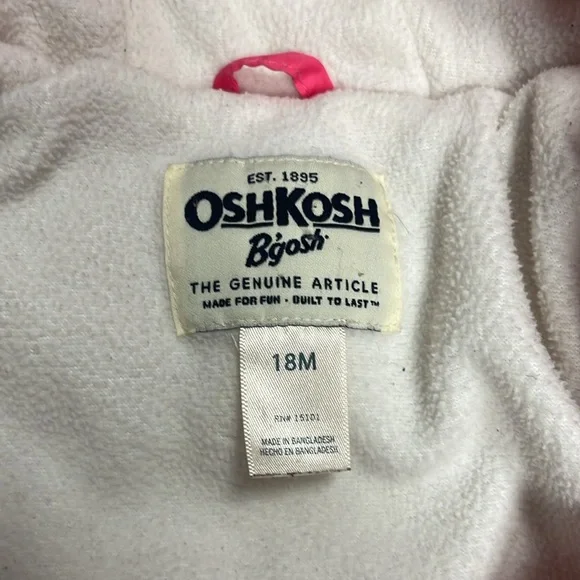 EST. 1895
OSHKOSH
B'gosh
THE GENUINE ARTICLE
MADE FOR FUN · BUILT TO LAST™
18M
RN# 15101
MADE IN BANGLADESH
HECHO EN BANGLADESH